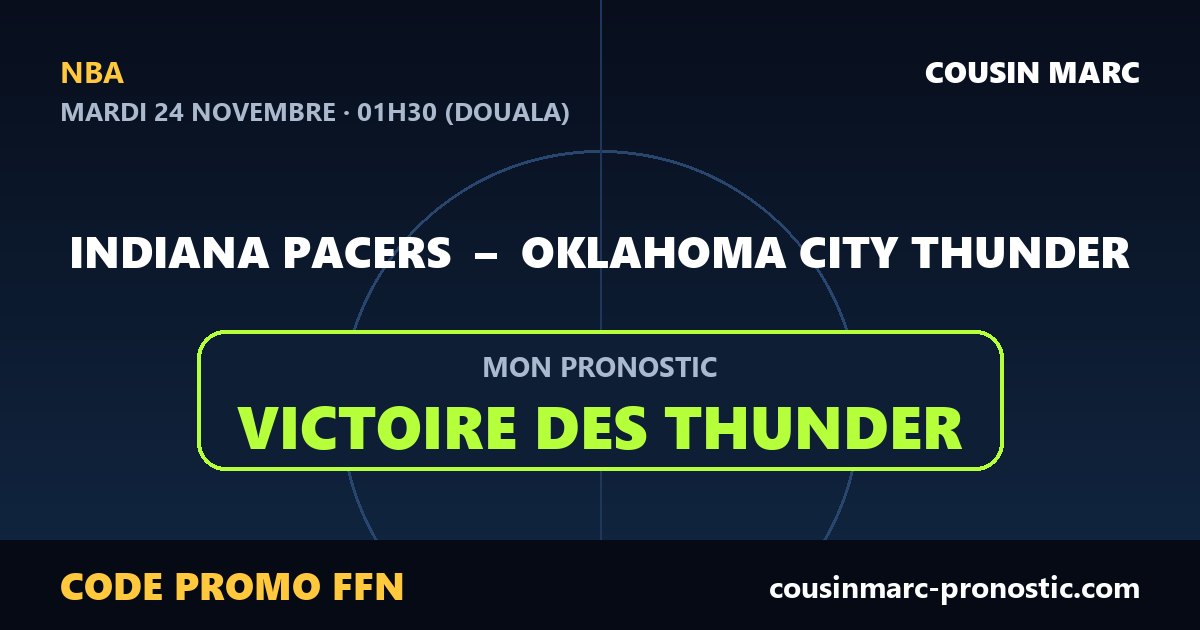 NBA
COUSIN MARC
MARDI 24 NOVEMBRE · 01H30 (DOUALA)
INDIANA PACERS – OKLAHOMA CITY THUNDER
MON PRONOSTIC
VICTOIRE DES THUNDER
CODE PROMO FFN
cousinmarc-pronostic.com